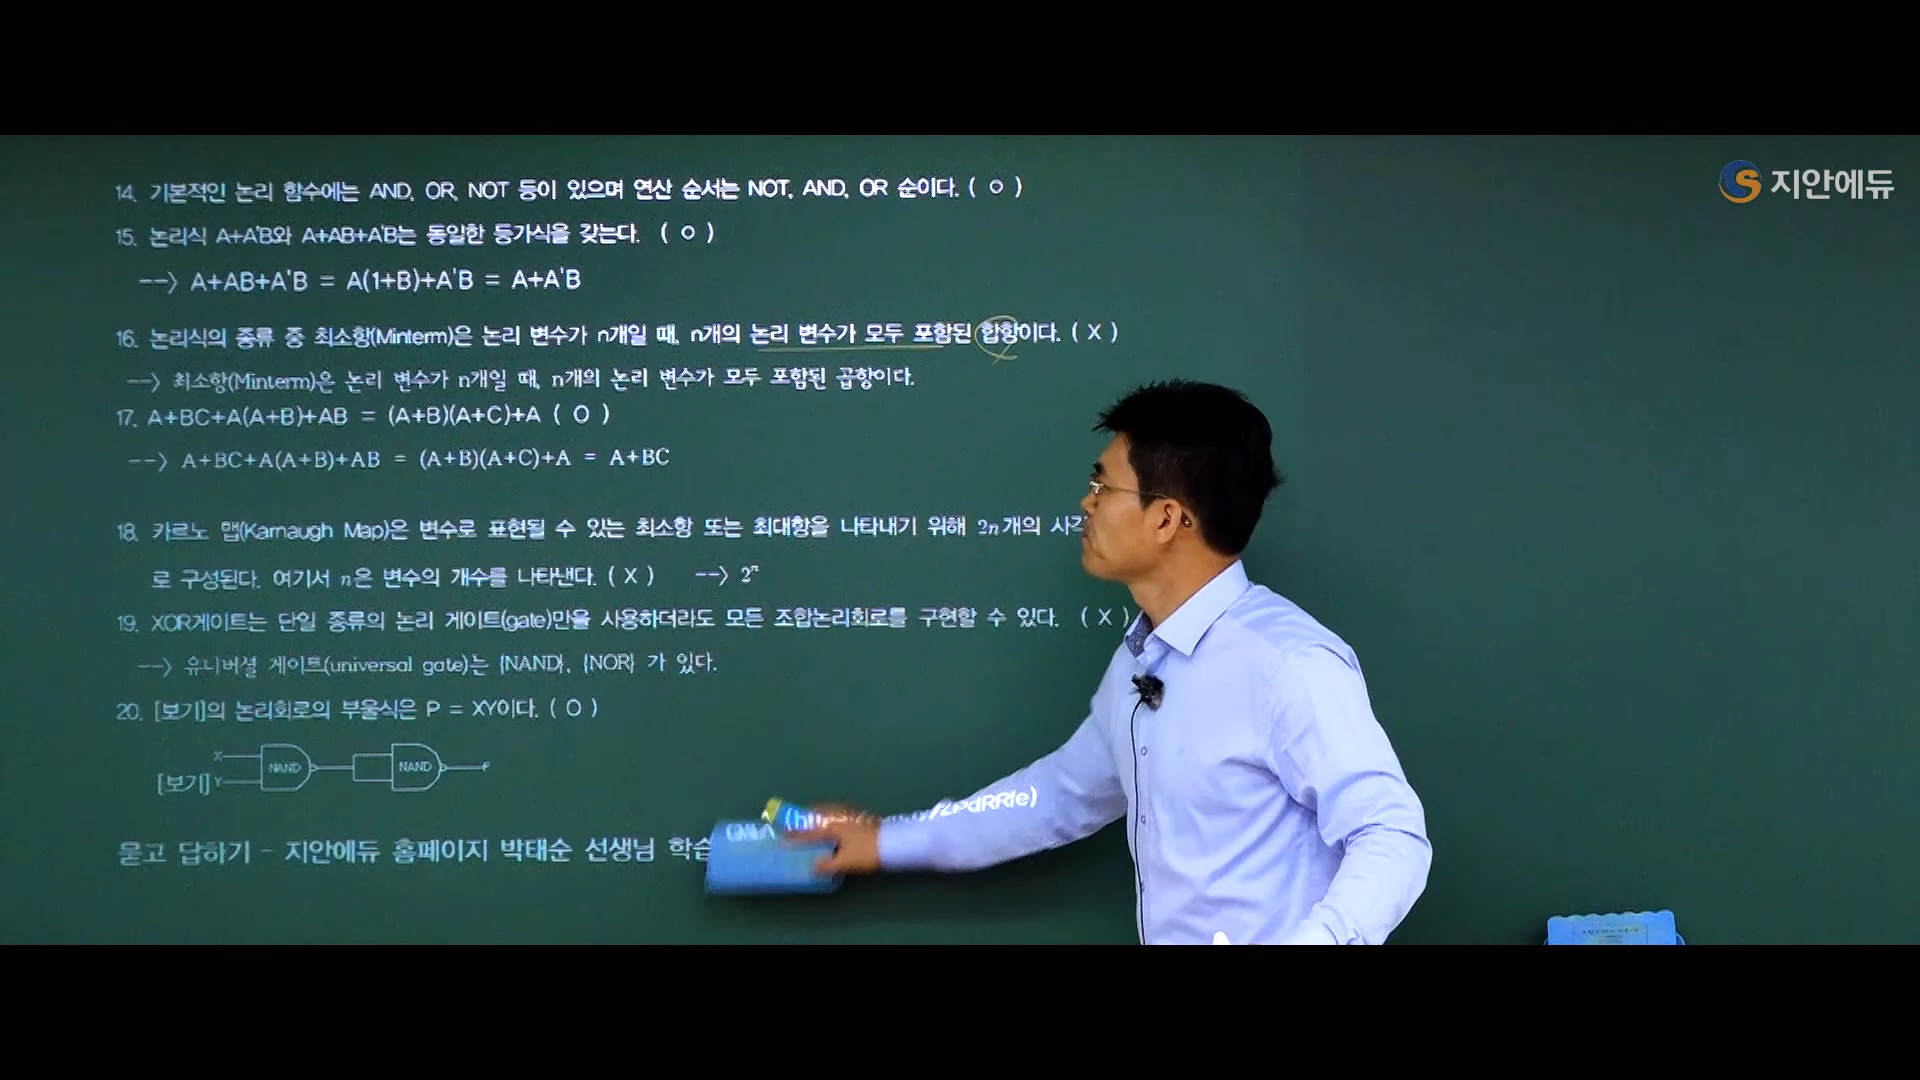 지안에듀
14. 기본적인 논리 함수에는 AND, OR, NOT 등이 있으며 연산 순서는 NOT, AND, OR 순이다. ( O )
15. 논리식 A+A'B와 A+AB+A'B는 동일한 등가식을 갖는다. ( O )
--> A+AB+A'B = A(1+B)+A'B = A+A'B
16. 논리식의 종류 중 최소항(Minterm)은 논리 변수가 n개일 때, n개의 논리 변수가 모두 포함된 합항이다. ( X )
--> 최소항(Minterm)은 논리 변수가 n개일 때, n개의 논리 변수가 모두 포함된 곱항이다.
17. A+BC+A(A+B)+AB = (A+B)(A+C)+A ( O )
--> A+BC+A(A+B)+AB = (A+B)(A+C)+A = A+BC
18. 카르노 맵(Karnaugh Map)은 변수로 표현될 수 있는 최소항 또는 최대항을 나타내기 위해 2n개의 사각
로 구성된다. 여기서 n은 변수의 개수를 나타낸다. ( X ) --> 2ⁿ
19. XOR게이트는 단일 종류의 논리 게이트(gate)만을 사용하더라도 모든 조합논리회로를 구현할 수 있다. ( X )
--> 유니버셜 게이트(universal gate)는 {NAND}, {NOR} 가 있다.
20. [보기]의 논리회로의 부울식은 P = XY이다. ( O )
[보기] X Y NAND NAND P
묻고 답하기 - 지안에듀 홈페이지 박태순 선생님 학습 Q&A